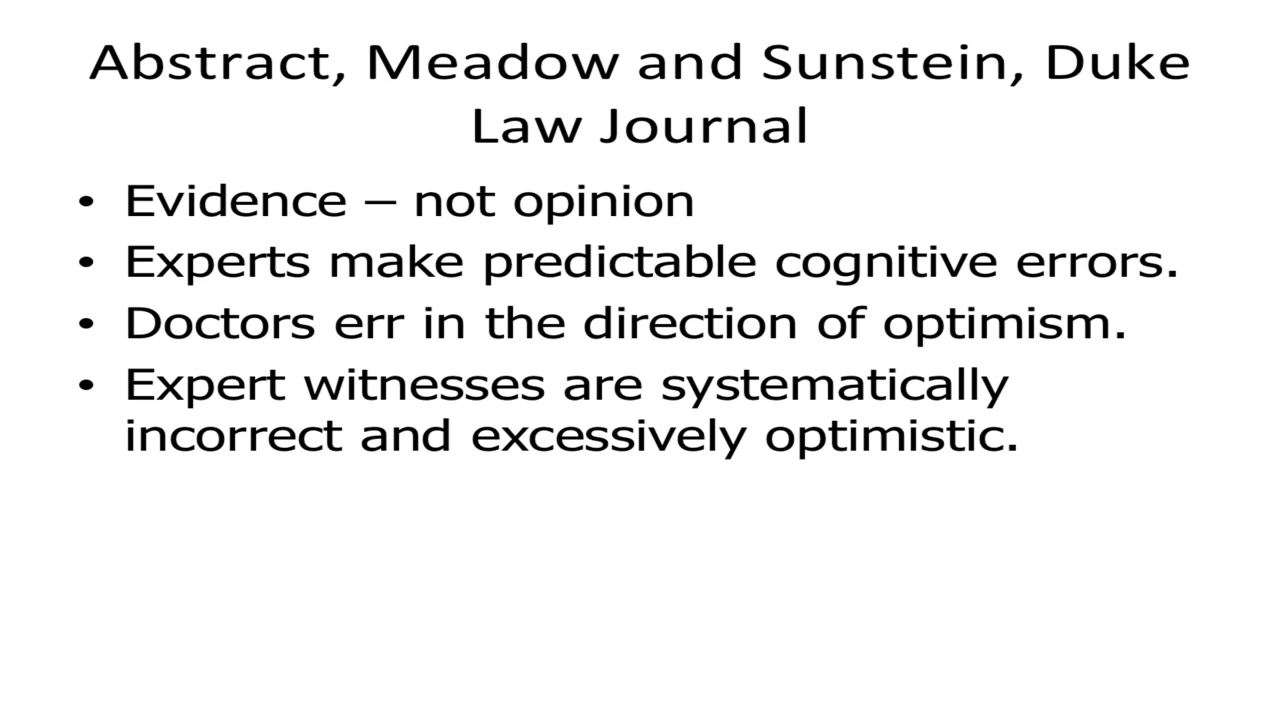 Abstract, Meadow and Sunstein, Duke
Law Journal
• Evidence – not opinion
• Experts make predictable cognitive errors.
• Doctors err in the direction of optimism.
• Expert witnesses are systematically
incorrect and excessively optimistic.